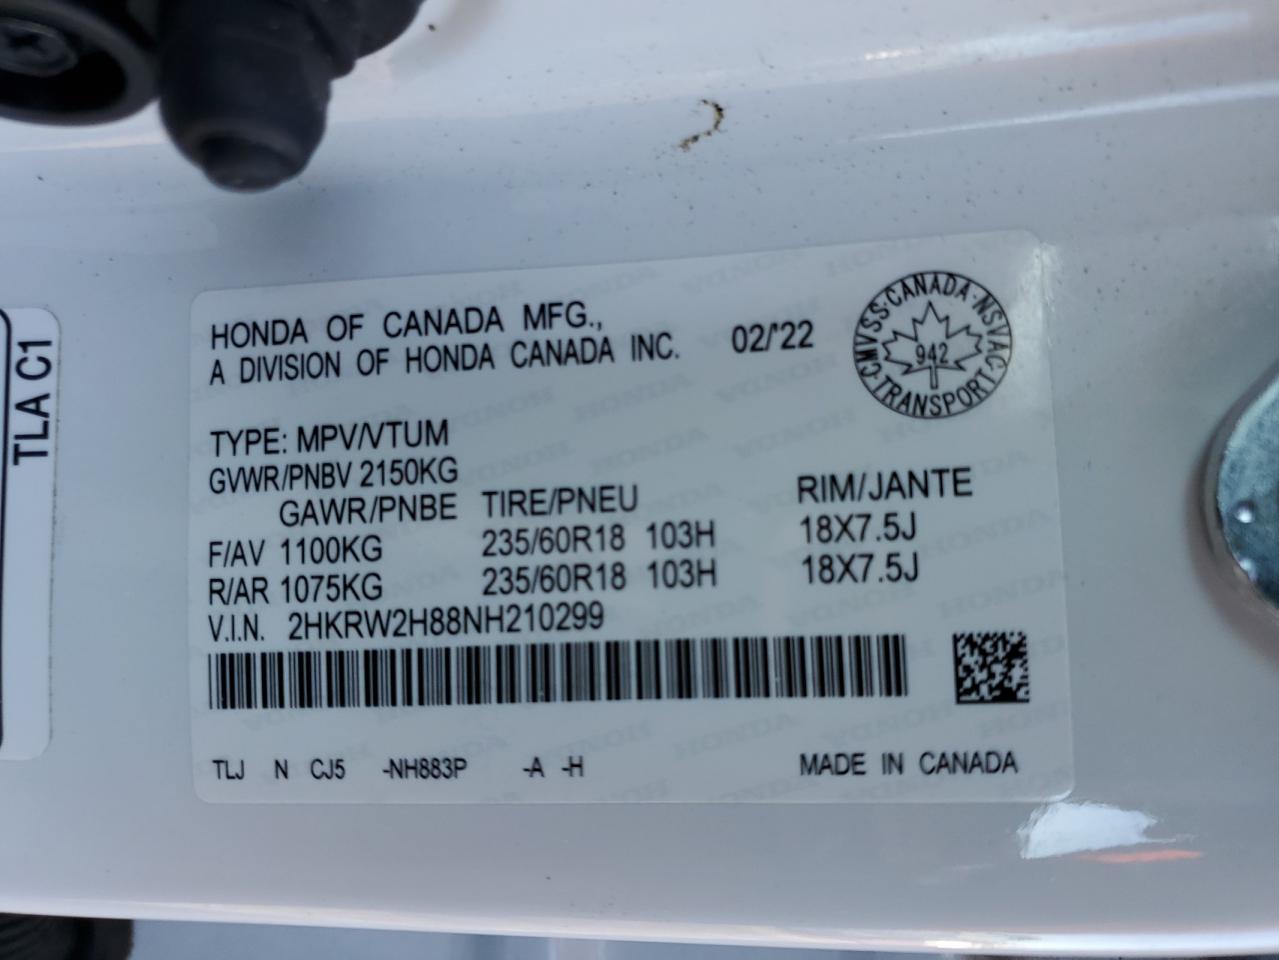 TLA C1
HONDA OF CANADA MFG.,
A DIVISION OF HONDA CANADA INC. 02/'22
CMVSS·CANADA·NSVAC·TRANSPORT·
942
TYPE: MPV/VTUM
GVWR/PNBV 2150KG
GAWR/PNBE TIRE/PNEU RIM/JANTE
F/AV 1100KG 235/60R18 103H 18X7.5J
R/AR 1075KG 235/60R18 103H 18X7.5J
V.I.N. 2HKRW2H88NH210299
TLJ N CJ5 -NH883P -A -H MADE IN CANADA